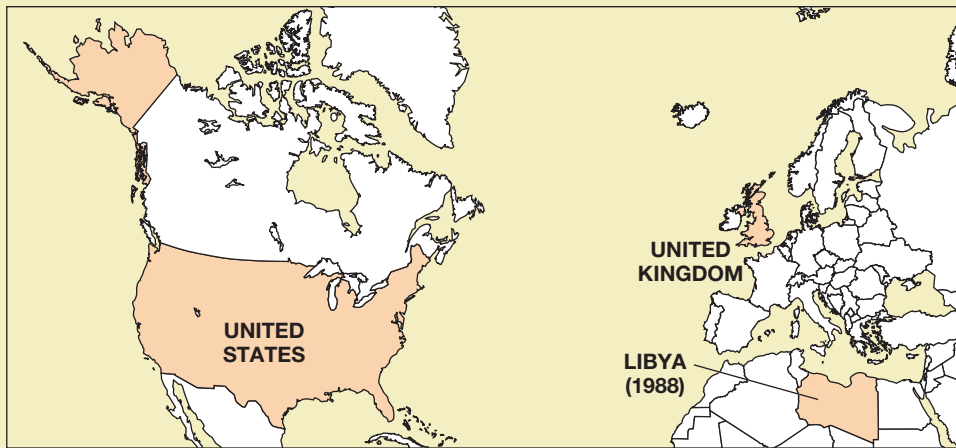 UNITED
KINGDOM
UNITED
STATES
LIBYA
(1988)